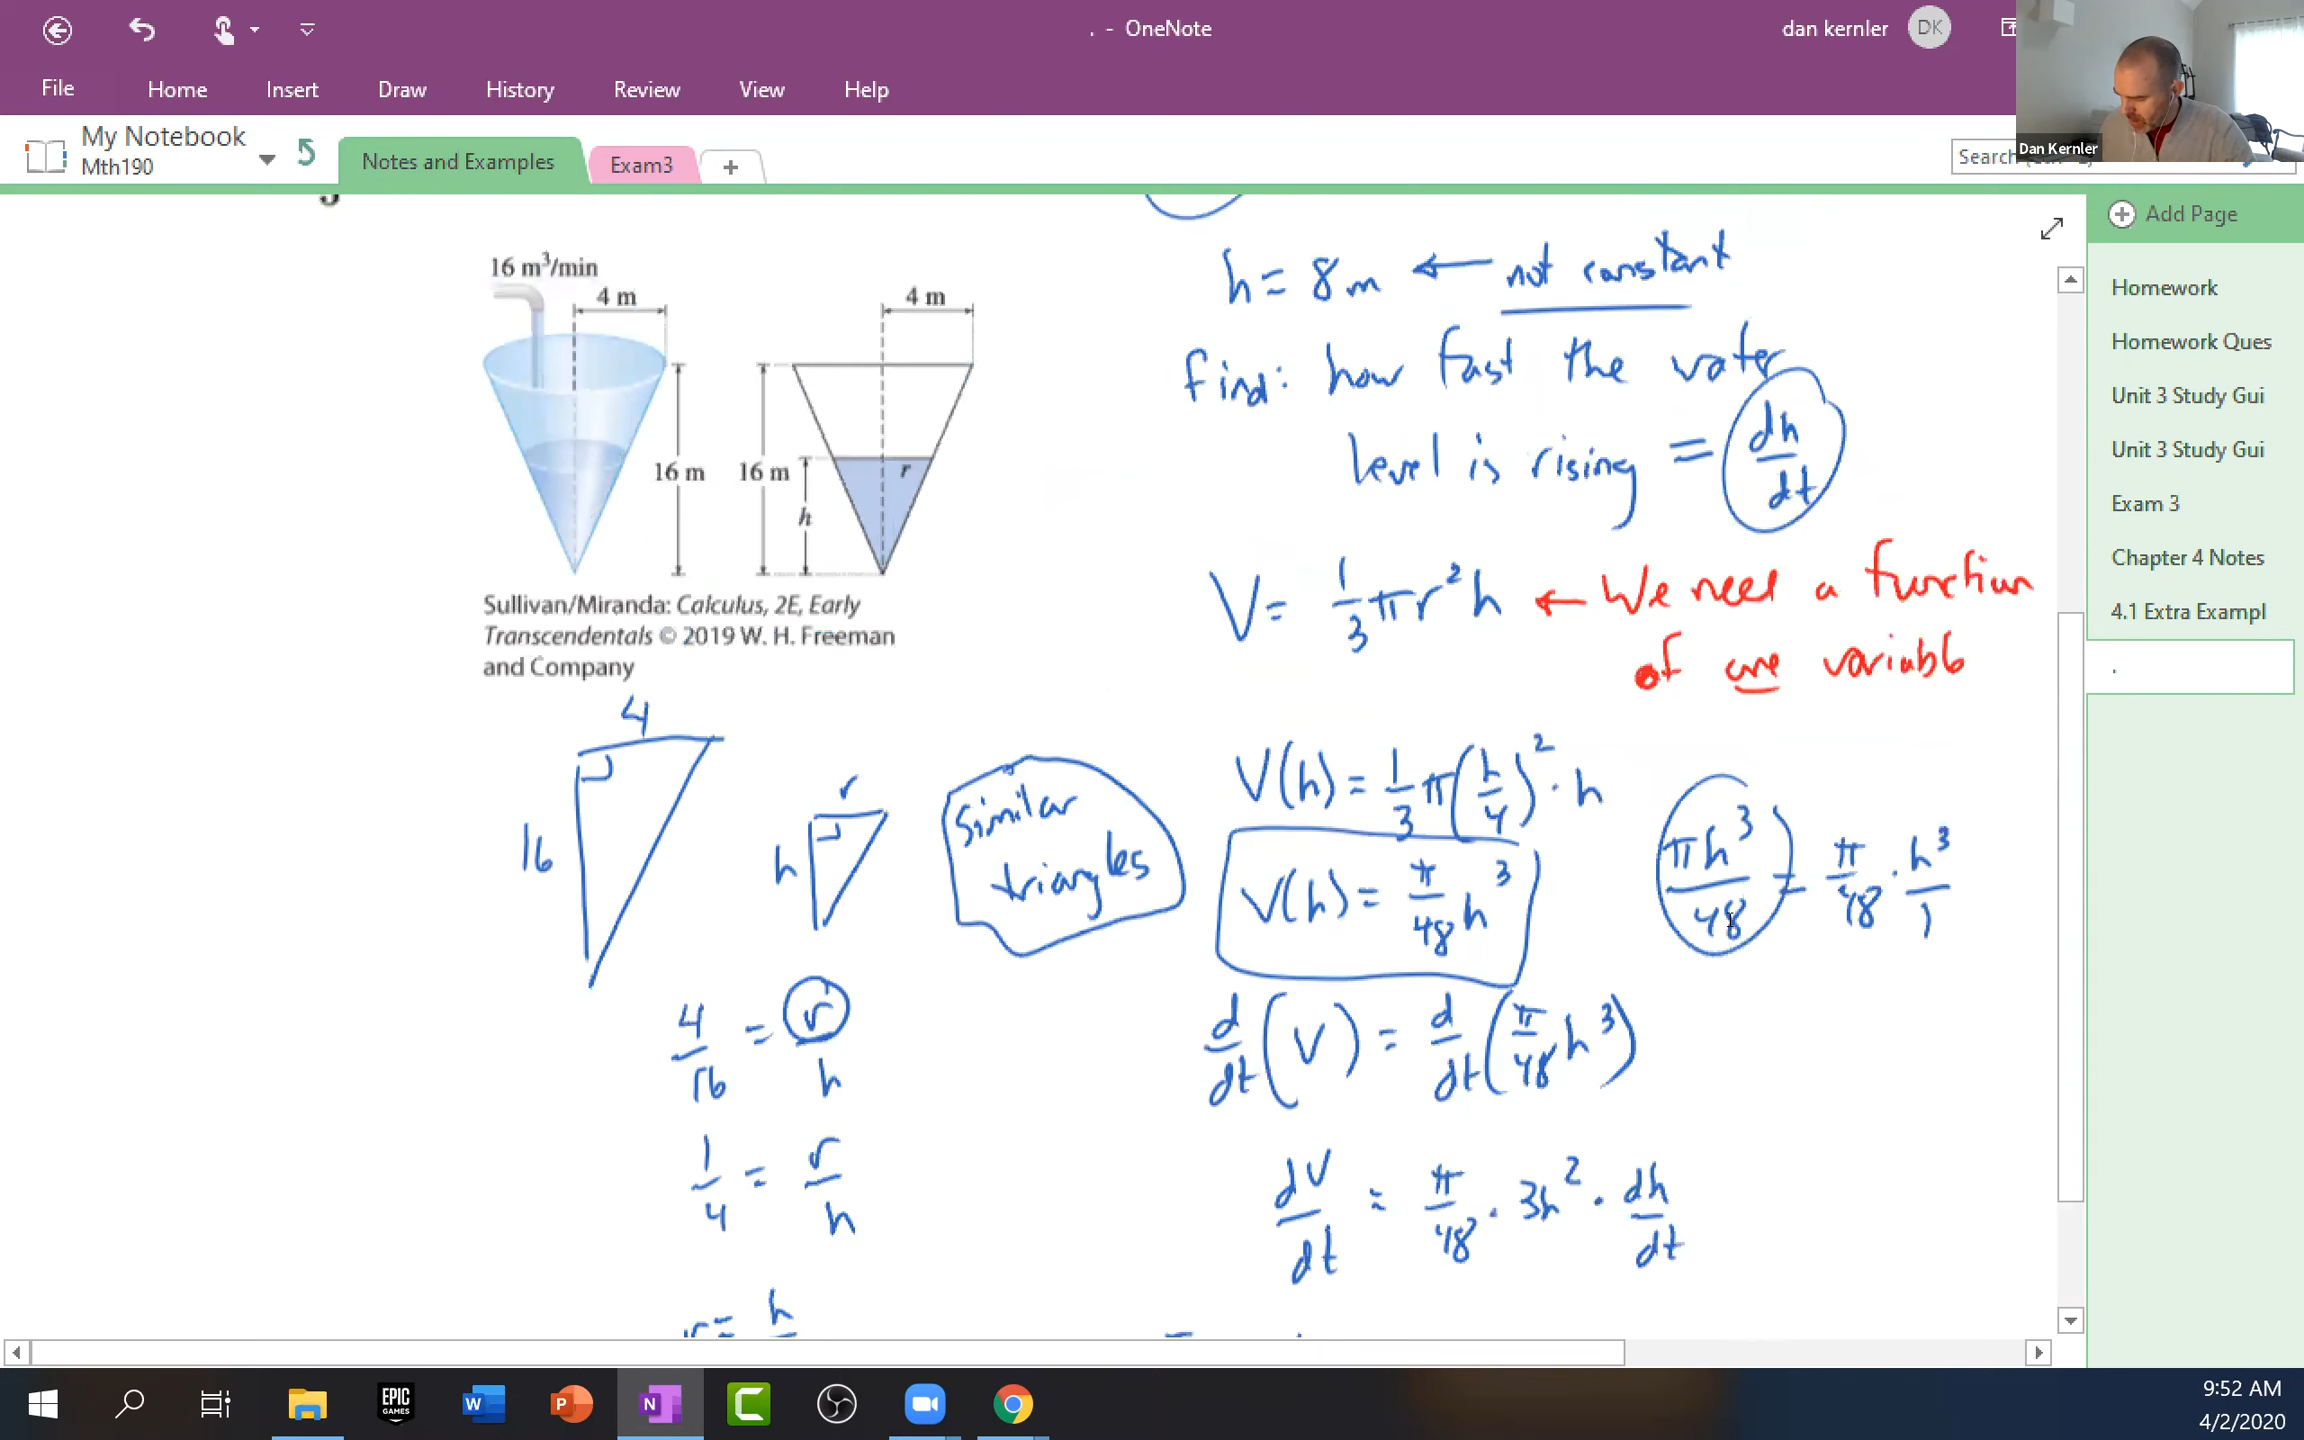 . - OneNote
dan kernler
DK
File
Home
Insert
Draw
History
Review
View
Help
Dan Kernler
My Notebook
Mth190
Notes and Examples
Exam3
+
Search
Add Page
Homework
Homework Ques
Unit 3 Study Gui
Unit 3 Study Gui
Exam 3
Chapter 4 Notes
4.1 Extra Exampl
.
16 m³/min
4 m
4 m
16 m
16 m
r
h
Sullivan/Miranda: Calculus, 2E, Early
Transcendentals © 2019 W. H. Freeman
and Company
h = 8m ← not constant
find: how fast the water
level is rising = dh/dt
V = 1/3 πr²h ← We need a function
of one variable
4
16
r
h
Similar
triangles
4/16 = r/h
1/4 = r/h
r = h
V(h) = 1/3 π(h/4)² · h
V(h) = π/48 h³
πh³/48 = π/48 · h³/1
d/dt (V) = d/dt (π/48 h³)
dV/dt = π/48 · 3h² · dh/dt
EPIC
GAMES
W
P
N
C
9:52 AM
4/2/2020